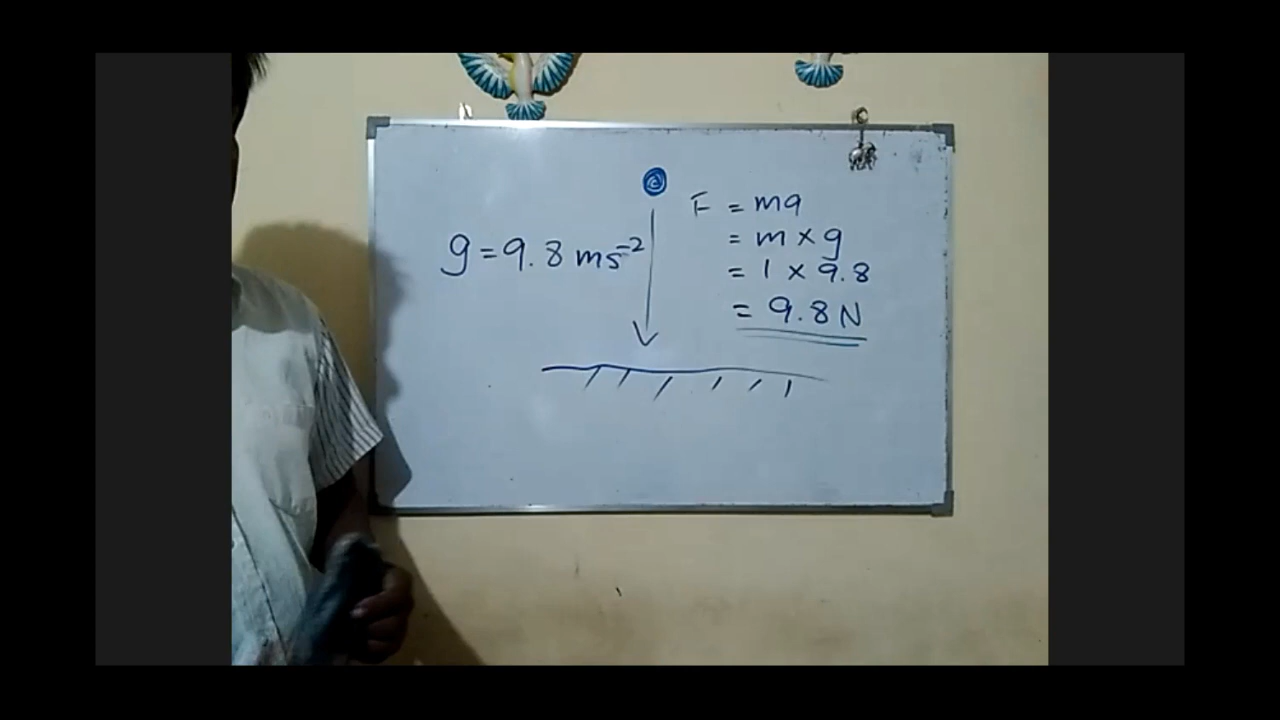 g = 9.8 ms⁻²
F = ma
= m × g
= 1 × 9.8
= 9.8 N